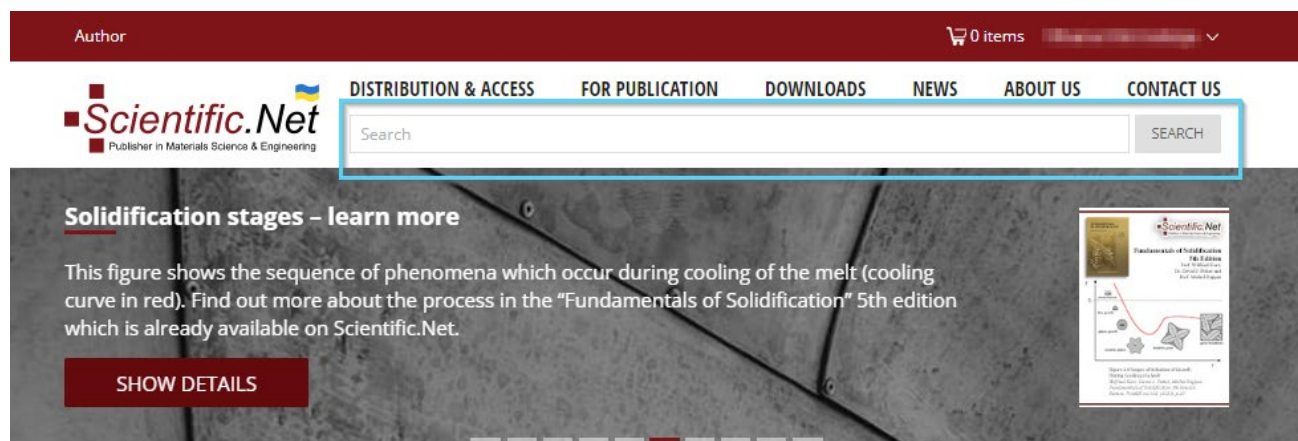 Author
0 items
DISTRIBUTION & ACCESS FOR PUBLICATION DOWNLOADS NEWS ABOUT US CONTACT US
Scientific.Net
Publisher in Materials Science & Engineering
Search
SEARCH
Solidification stages – learn more
This figure shows the sequence of phenomena which occur during cooling of the melt (cooling
curve in red). Find out more about the process in the “Fundamentals of Solidification” 5th edition
which is already available on Scientific.Net.
SHOW DETAILS
Scientific.Net
Fundamentals of Solidification
5th Edition